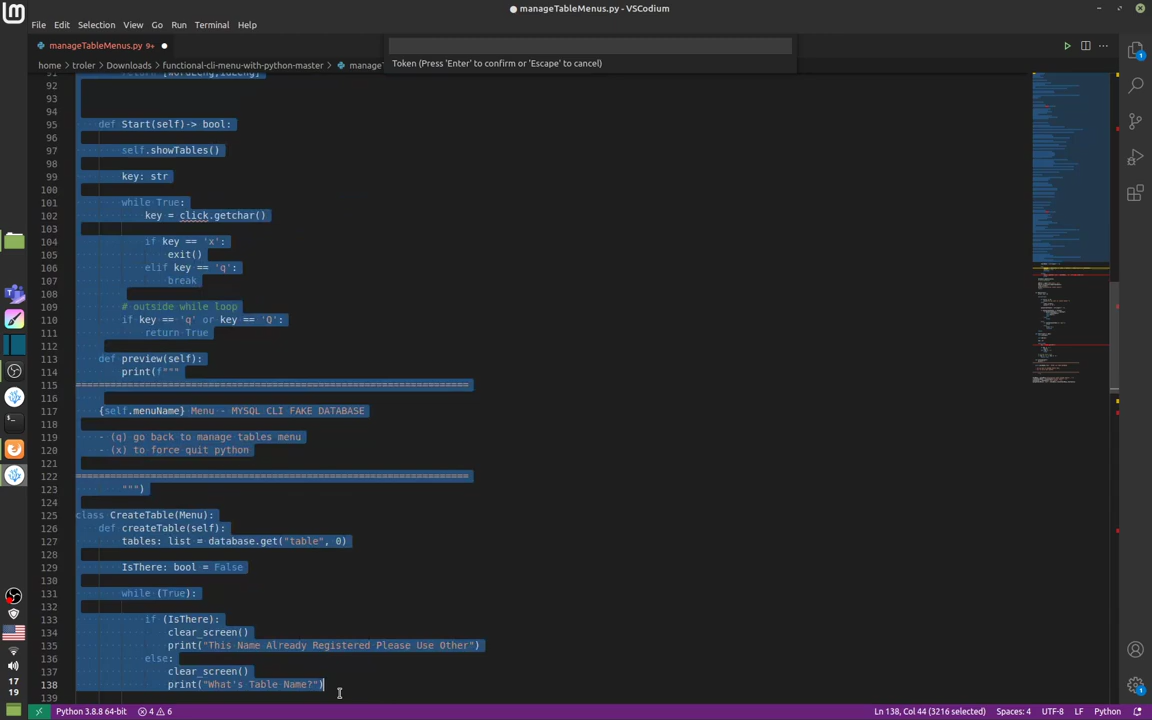 manageTableMenus.py - VSCodium
File Edit Selection View Go Run Terminal Help
manageTableMenus.py 9+
home > troler > Downloads > functional-cli-menu-with-python-master > manage
Token (Press 'Enter' to confirm or 'Escape' to cancel)
92
93
94
95 def Start(self)-> bool:
96
97 self.showTables()
98
99 key: str
100
101 while True:
102 key = click.getchar()
103
104 if key == 'x':
105 exit()
106 elif key == 'q':
107 break
108
109 # outside while loop
110 if key == 'q' or key == 'Q':
111 return True
112
113 def preview(self):
114 print(f"""
115 ====================================================================
116
117 {self.menuName} Menu - MYSQL CLI FAKE DATABASE
118
119 - (q) go back to manage tables menu
120 - (x) to force quit python
121
122 ====================================================================
123 """)
124
125 class CreateTable(Menu):
126 def createTable(self):
127 tables: list = database.get("table", 0)
128
129 IsThere: bool = False
130
131 while (True):
132
133 if (IsThere):
134 clear_screen()
135 print("This Name Already Registered Please Use Other")
136 else:
137 clear_screen()
138 print("What's Table Name?")
139
17
19
Python 3.8.8 64-bit 4 6 Ln 138, Col 44 (3216 selected) Spaces: 4 UTF-8 LF Python